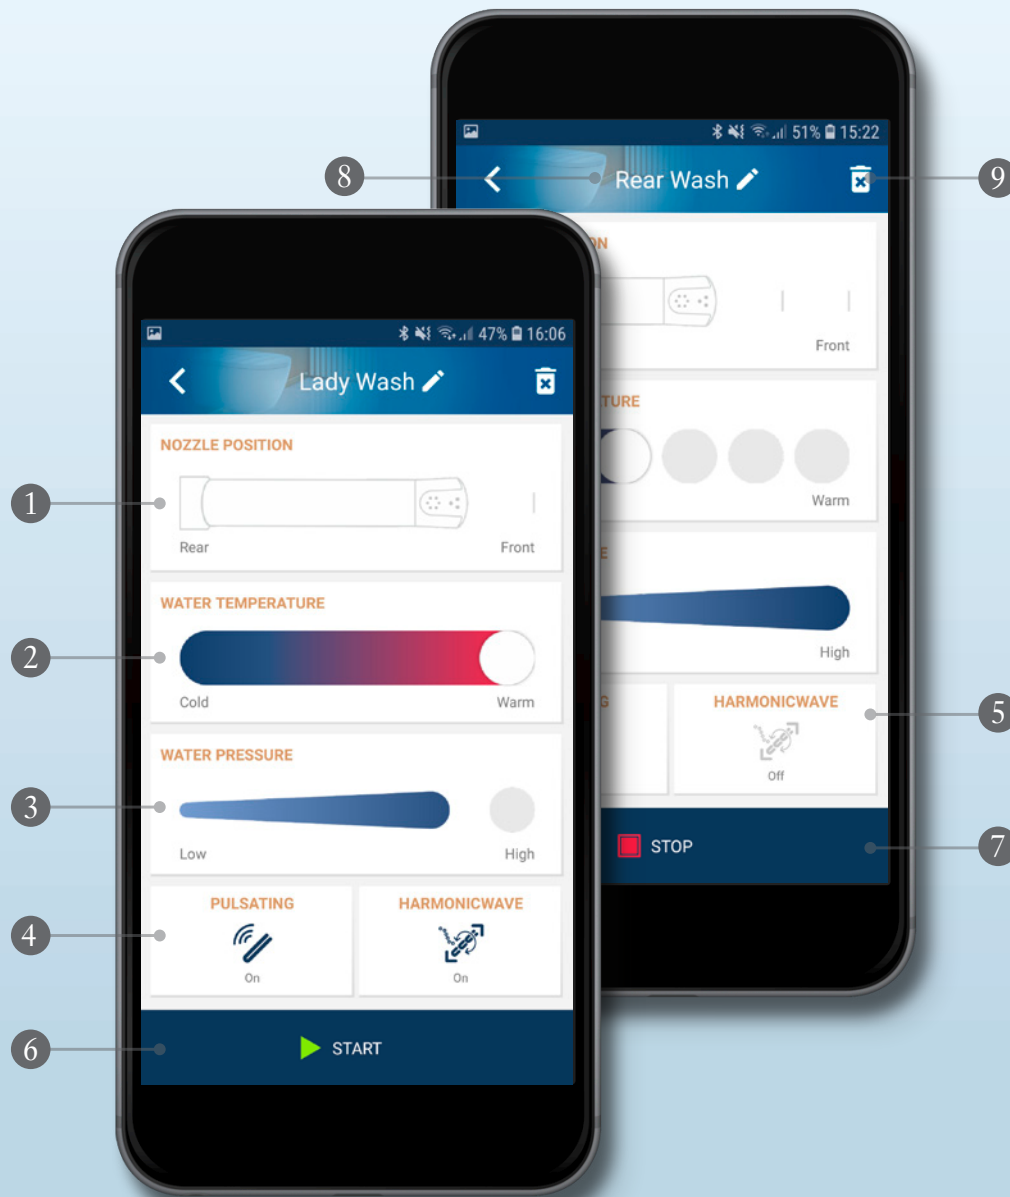 51% 15:22
8
Rear Wash
9
ON
Front
TURE
Warm
E
High
G
HARMONICWAVE
Off
5
STOP
7
47% 16:06
Lady Wash
NOZZLE POSITION
1
Rear Front
WATER TEMPERATURE
2
Cold Warm
WATER PRESSURE
3
Low High
PULSATING HARMONICWAVE
4
On On
6
START